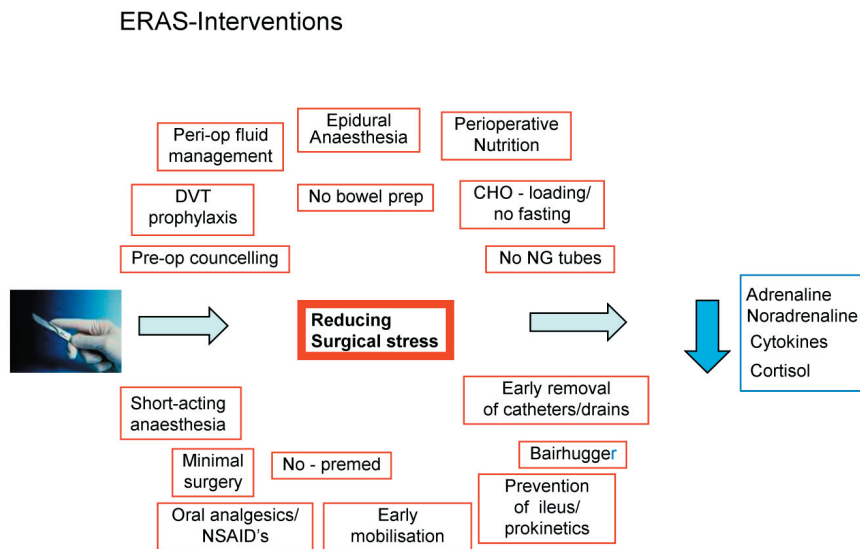 ERAS-Interventions
Peri-op fluid
management
Epidural
Anaesthesia
Perioperative
Nutrition
DVT
prophylaxis
No bowel prep
CHO - loading/
no fasting
Pre-op councelling
No NG tubes
Reducing
Surgical stress
Adrenaline
Noradrenaline
Cytokines
Cortisol
Short-acting
anaesthesia
Early removal
of catheters/drains
Minimal
surgery
No - premed
Bairhugger
Oral analgesics/
NSAID's
Early
mobilisation
Prevention
of ileus/
prokinetics